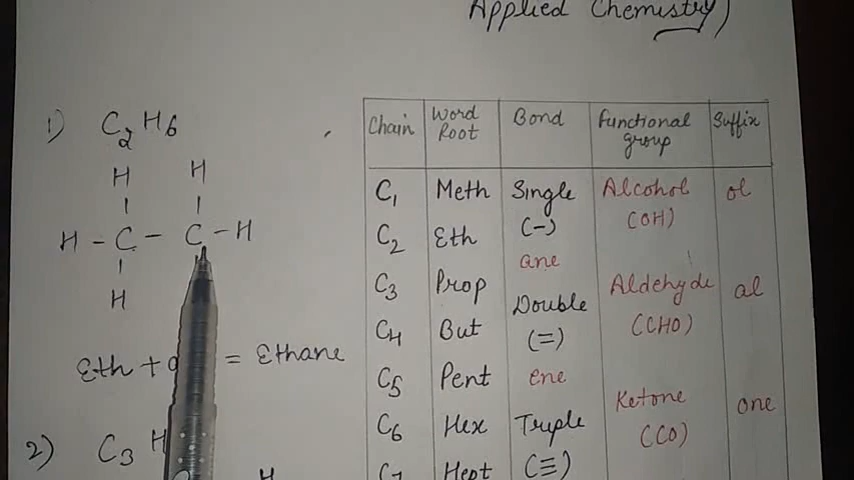 Applied Chemistry)
1) C2 H6
H H
H - C - C - H
H
Eth + = Ethane
2) C3 H
H
Chain Word Root Bond Functional group Suffix
C1 Meth Single Alcohol ol
C2 Eth (-) (OH)
ane
C3 Prop Double Aldehyde al
C4 But (=) (CHO)
C5 Pent ene Ketone one
C6 Hex Triple (CO)
C7 Hept (≡)